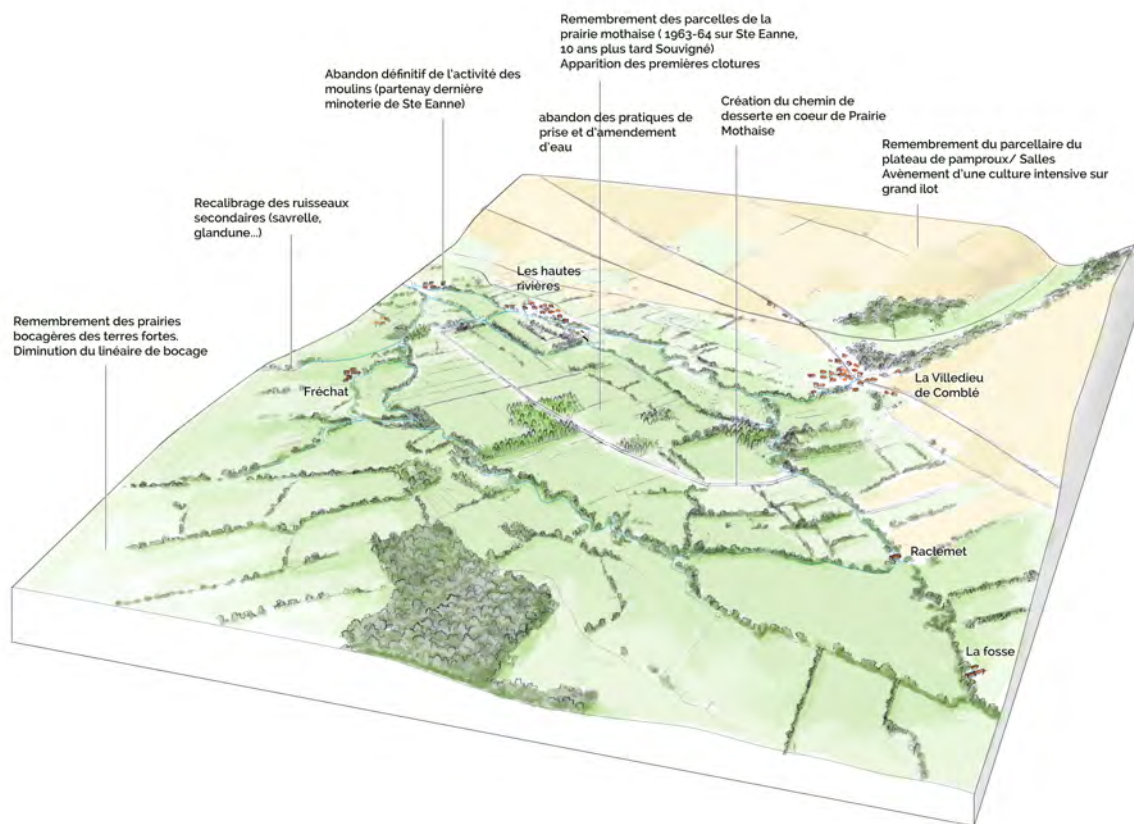 Remembrement des parcelles de la
prairie mothaise ( 1963-64 sur Ste Eanne,
10 ans plus tard Souvigné)
Apparition des premières clotures
Abandon définitif de l'activité des
moulins (partenay dernière
minoterie de Ste Eanne)
abandon des pratiques de
prise et d'amendement
d'eau
Création du chemin de
desserte en coeur de Prairie
Mothaise
Remembrement du parcellaire du
plateau de pamproux/ Salles
Avènement d'une culture intensive sur
grand ilot
Recalibrage des ruisseaux
secondaires (savrelle,
glandune...)
Les hautes
rivières
Remembrement des prairies
bocagères des terres fortes.
Diminution du linéaire de bocage
Fréchat
La Villedieu
de Comblé
Raclemet
La fosse